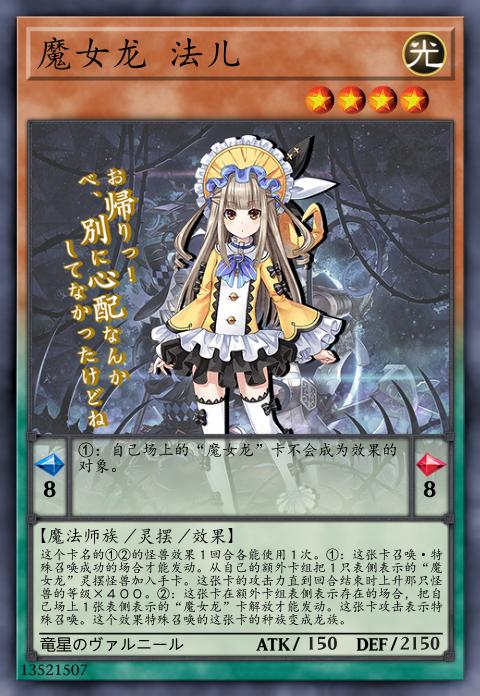 魔女龙 法儿
光
お帰りっ!
べ、別に心配なんか
してなかったけどね
①：自己场上的“魔女龙”卡不会成为效果的
对象。
8
8
【魔法师族／灵摆／效果】
这个卡名的①②的怪兽效果１回合各能使用１次。①：这张卡召唤・特
殊召唤成功的场合才能发动。从自己的额外卡组把１只表侧表示的“魔
女龙”灵摆怪兽加入手卡。这张卡的攻击力直到回合结束时上升那只怪
兽的等级×４００。②：这张卡在额外卡组表侧表示存在的场合，把自
己场上１张表侧表示的“魔女龙”卡解放才能发动。这张卡攻击表示特
殊召唤。这个效果特殊召唤的这张卡的种族变成龙族。
竜星のヴァルニール
ATK/ 150 DEF/2150
13521507